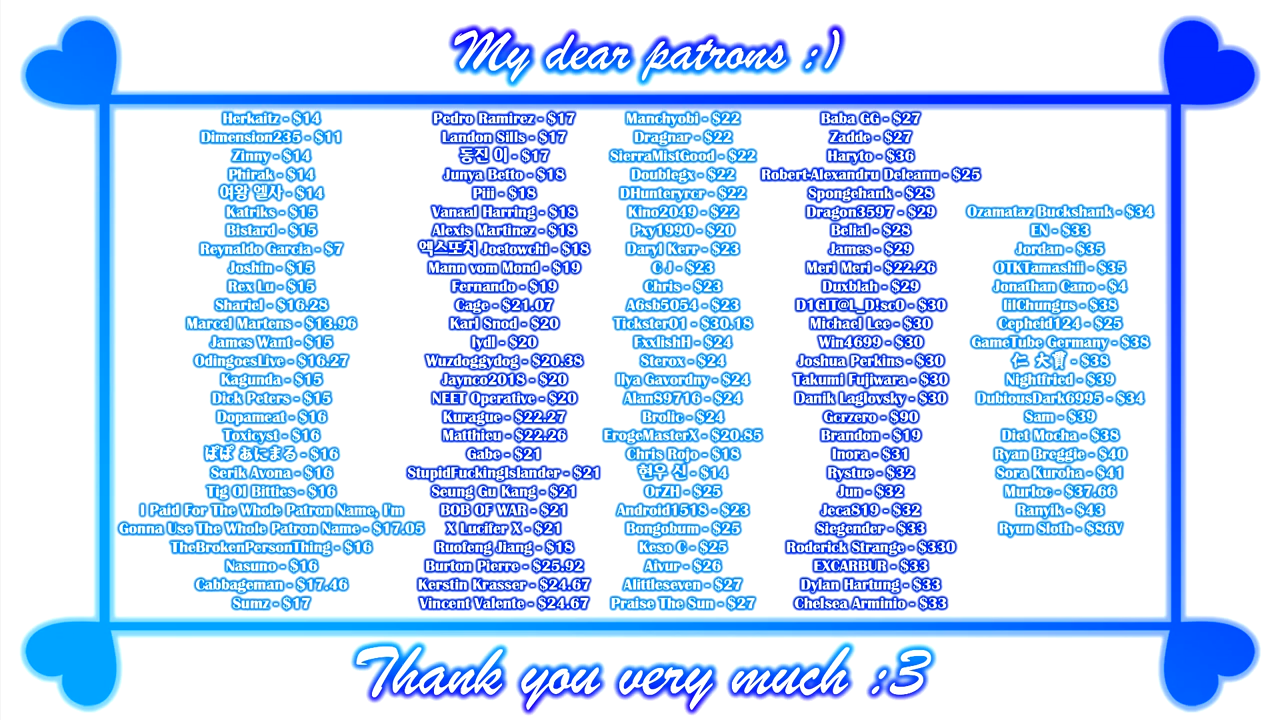 My dear patrons :)
Herkaitz - $14
Dimension235 - $11
Zinny - $14
Phirak - $14
여왕 엘사 - $14
Katriks - $15
Bistard - $15
Reynaldo Garcia - $7
Joshin - $15
Rex Lu - $15
Shariel - $16.28
Marcel Martens - $13.96
James Want - $15
OdingoesLive - $16.27
Kagunda - $15
Dick Peters - $15
Dopameat - $16
Toxicyst - $16
ぱぱ あにまる - $16
Serik Avona - $16
Tig Ol Bitties - $16
I Paid For The Whole Patron Name, I'm
Gonna Use The Whole Patron Name - $17.05
TheBrokenPersonThing - $16
Nasuno - $16
Cabbageman - $17.46
Sumz - $17
Pedro Ramirez - $17
Landon Sills - $17
동진 이 - $17
Junya Betto - $18
Piii - $18
Vanaal Harring - $18
Alexis Martinez - $18
엑스또치 Joetowchi - $18
Mann vom Mond - $19
Fernando - $19
Cage - $21.07
Karl Snod - $20
lydl - $20
Wuzdoggydog - $20.38
Jaynco2018 - $20
NEET Operative - $20
Kurague - $22.27
Matthieu - $22.26
Gabe - $21
StupidFuckingIslander - $21
Seung Gu Kang - $21
BOB OF WAR - $21
X Lucifer X - $21
Ruofeng Jiang - $18
Burton Pierre - $25.92
Kerstin Krasser - $24.67
Vincent Valente - $24.67
Manchyobi - $22
Dragnar - $22
SierraMistGood - $22
Doublegx - $22
DHunteryrcr - $22
Kino2049 - $22
Pxy1990 - $20
Daryl Kerr - $23
C J - $23
Chris - $23
A6sb5054 - $23
Tickster01 - $30.18
ExxlishH - $24
Sterox - $24
Ilya Gavordny - $24
Alan89716 - $24
Brolic - $24
ErogeMasterX - $20.85
Chris Rojo - $18
현우 신 - $14
OrZH - $25
Android1518 - $23
Bongobum - $25
Keso C - $25
Aivur - $26
Alittleseven - $27
Praise The Sun - $27
Baba GG - $27
Zadde - $27
Haryto - $36
Robert-Alexandru Deleanu - $25
Spongehank - $28
Dragon3597 - $29
Belial - $28
James - $29
Meri Meri - $22.26
Duxblah - $29
D1GIT@L_D!sc0 - $30
Michael Lee - $30
Win4699 - $30
Joshua Perkins - $30
Takumi Fujiwara - $30
Danik Laglovsky - $30
Gcrzero - $90
Brandon - $19
Inora - $31
Rystue - $32
Jun - $32
Jeca819 - $32
Siegender - $33
Roderick Strange - $330
EXCARBUR - $33
Dylan Hartung - $33
Chelsea Arminio - $33
Ozamataz Buckshank - $34
EN - $33
Jordan - $35
OTKTamashii - $35
Jonathan Cano - $4
lilChungus - $38
Cepheid124 - $25
GameTube Germany - $38
仁 大寳 - $38
Nightfried - $39
DubiousDark6995 - $34
Sam - $39
Diet Mocha - $38
Ryan Breggie - $40
Sora Kuroha - $41
Murloc - $37.66
Ranyik - $43
Ryun Sloth - $86V
Thank you very much :3